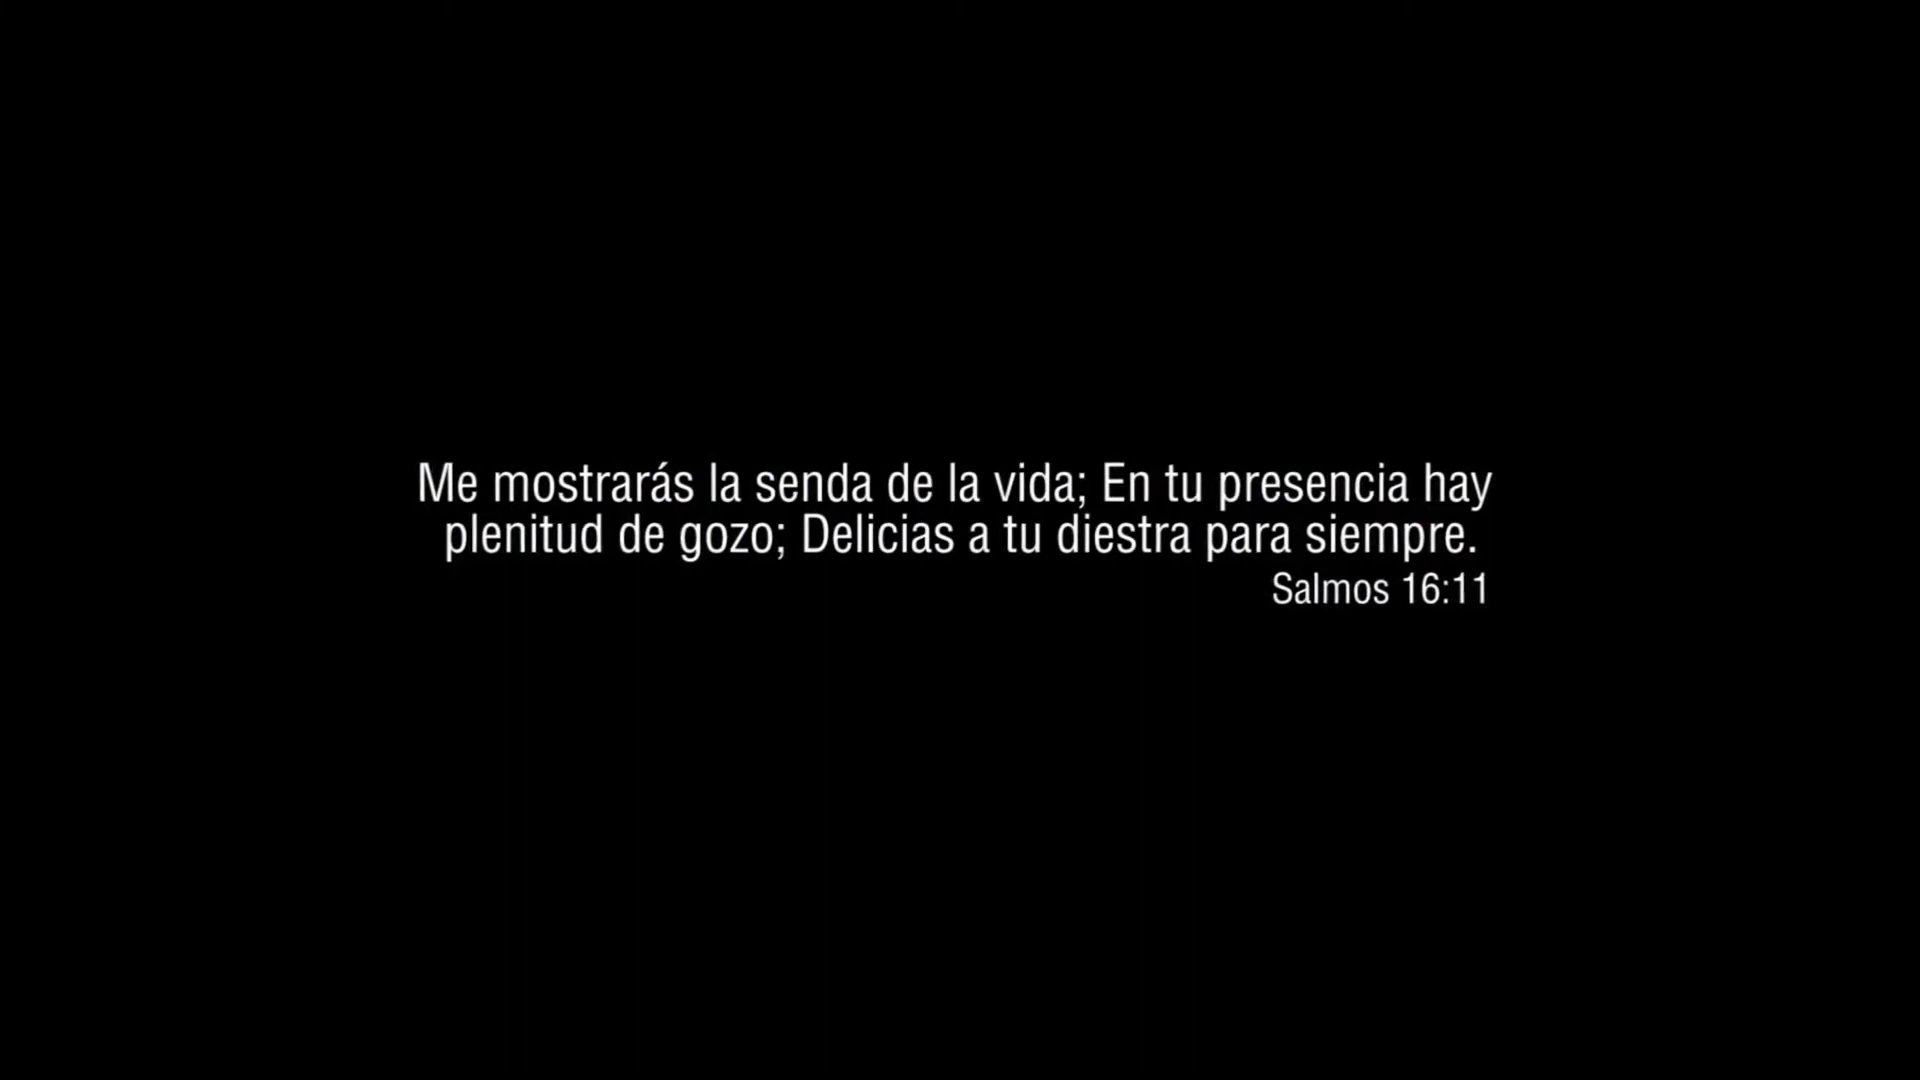 Me mostrarás la senda de la vida; En tu presencia hay
plenitud de gozo; Delicias a tu diestra para siempre.
Salmos 16:11